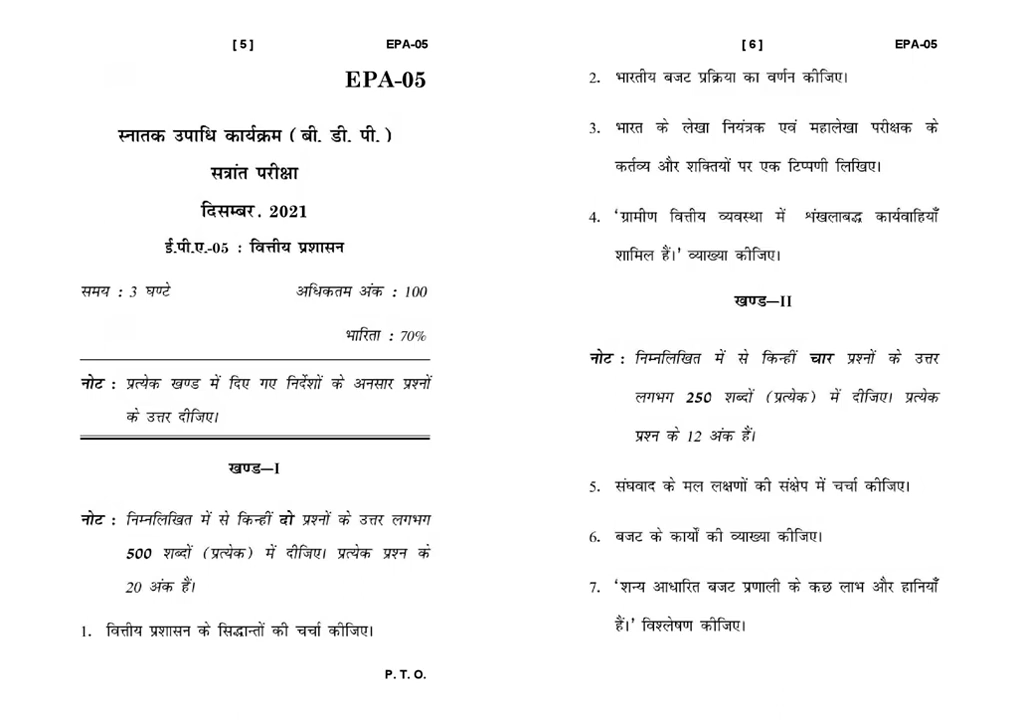 [ 5 ] EPA-05
EPA-05
स्नातक उपाधि कार्यक्रम ( बी. डी. पी. )
सत्रांत परीक्षा
दिसम्बर, 2021
ई.पी.ए.-05 : वित्तीय प्रशासन
समय : 3 घण्टे अधिकतम अंक : 100
भारिता : 70%
नोट : प्रत्येक खण्ड में दिए गए निर्देशों के अनसार प्रश्नों
के उत्तर दीजिए।
खण्ड—I
नोट : निम्नलिखित में से किन्हीं दो प्रश्नों के उत्तर लगभग
500 शब्दों (प्रत्येक) में दीजिए। प्रत्येक प्रश्न के
20 अंक हैं।
1. वित्तीय प्रशासन के सिद्धान्तों की चर्चा कीजिए।
P. T. O.
[ 6 ] EPA-05
2. भारतीय बजट प्रक्रिया का वर्णन कीजिए।
3. भारत के लेखा नियंत्रक एवं महालेखा परीक्षक के
कर्तव्य और शक्तियों पर एक टिप्पणी लिखिए।
4. ‘ग्रामीण वित्तीय व्यवस्था में शंखलाबद्ध कार्यवाहियाँ
शामिल हैं।’ व्याख्या कीजिए।
खण्ड—II
नोट : निम्नलिखित में से किन्हीं चार प्रश्नों के उत्तर
लगभग 250 शब्दों (प्रत्येक) में दीजिए। प्रत्येक
प्रश्न के 12 अंक हैं।
5. संघवाद के मल लक्षणों की संक्षेप में चर्चा कीजिए।
6. बजट के कार्यों की व्याख्या कीजिए।
7. ‘शन्य आधारित बजट प्रणाली के कछ लाभ और हानियाँ
हैं।’ विश्लेषण कीजिए।